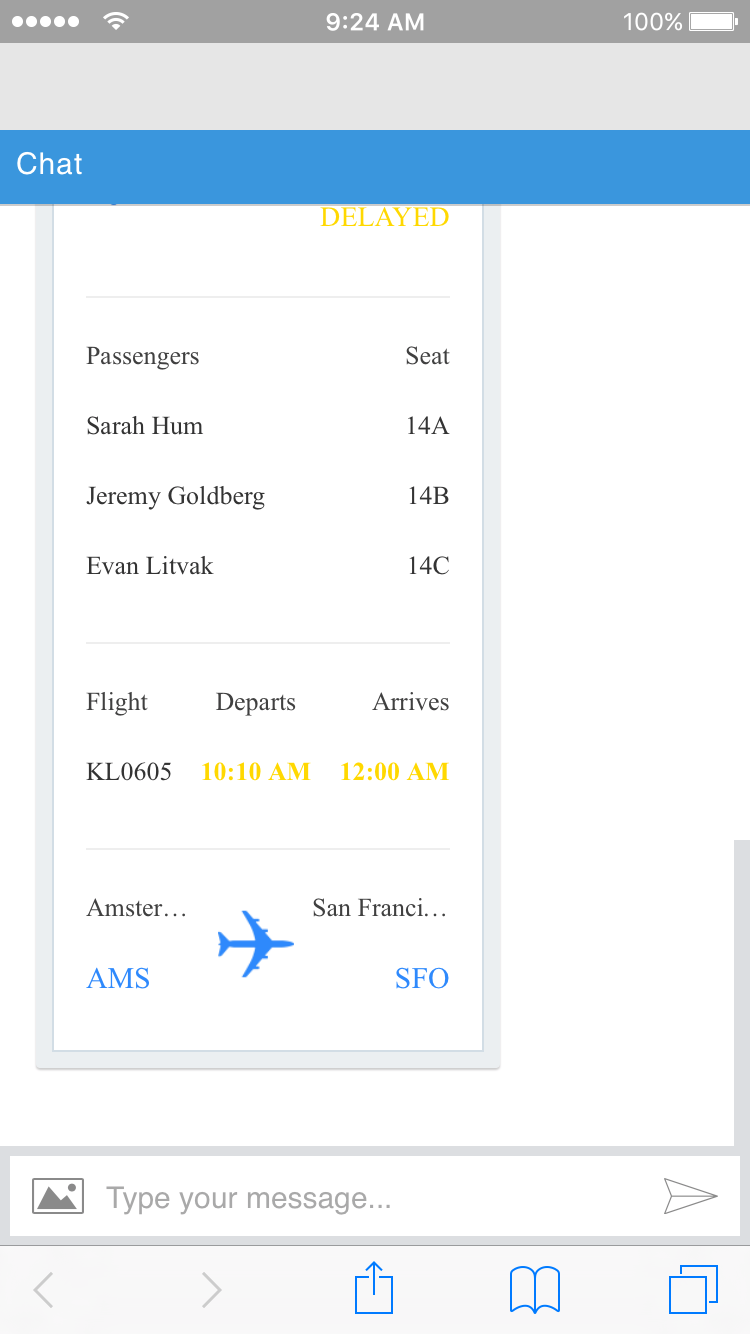 9:24 AM 100%
Chat
DELAYED
Passengers Seat
Sarah Hum 14A
Jeremy Goldberg 14B
Evan Litvak 14C
Flight Departs Arrives
KL0605 10:10 AM 12:00 AM
Amster… San Franci…
AMS SFO
Type your message...